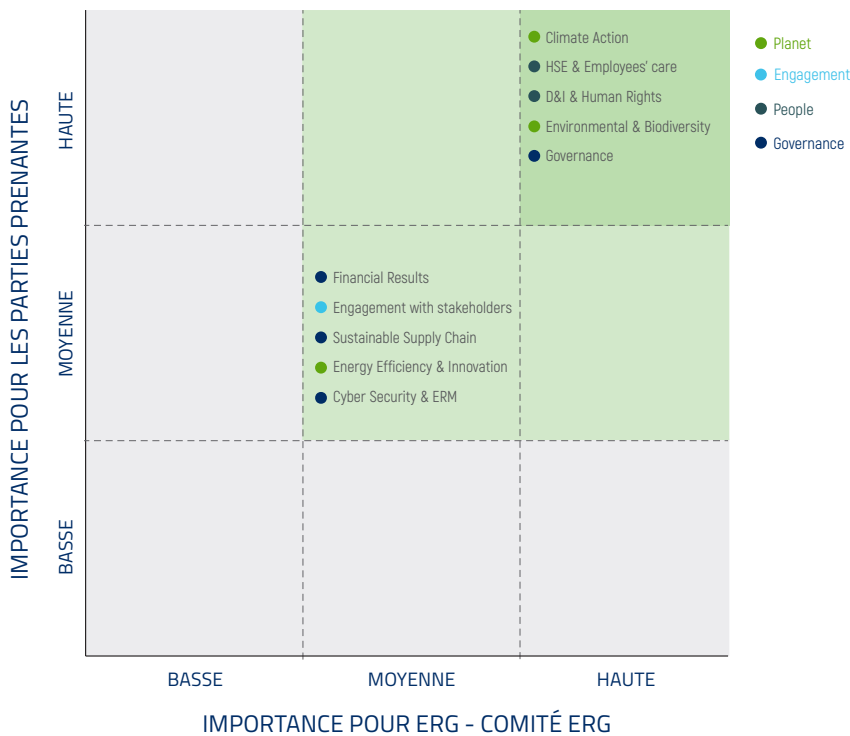 IMPORTANCE POUR LES PARTIES PRENANTES
HAUTE
MOYENNE
BASSE
Climate Action
HSE & Employees' care
D&I & Human Rights
Environmental & Biodiversity
Governance
Financial Results
Engagement with stakeholders
Sustainable Supply Chain
Energy Efficiency & Innovation
Cyber Security & ERM
Planet
Engagement
People
Governance
BASSE
MOYENNE
HAUTE
IMPORTANCE POUR ERG - COMITÉ ERG